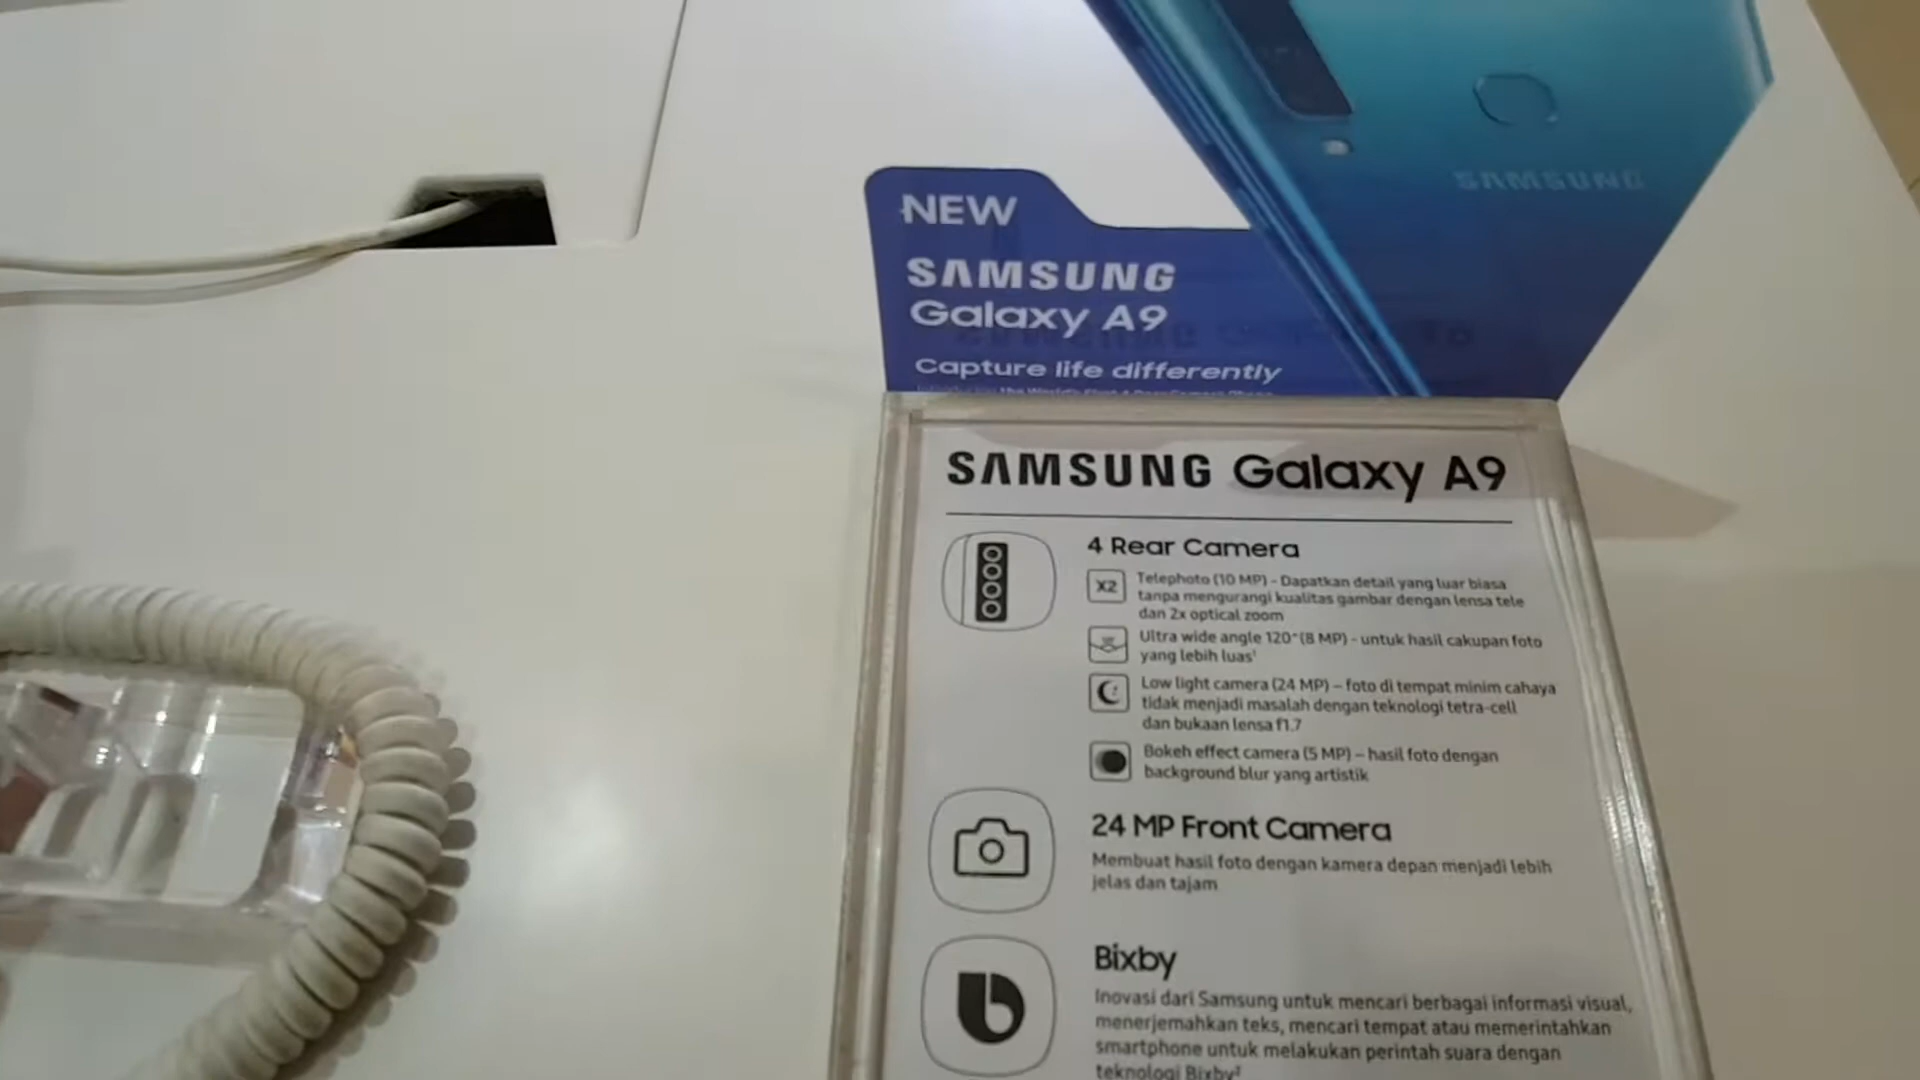 SAMSUNG
NEW
SAMSUNG
Galaxy A9
Capture life differently
SAMSUNG Galaxy A9
4 Rear Camera
X2
Telephoto (10 MP) - Dapatkan detail yang luar biasa
tanpa mengurangi kualitas gambar dengan lensa tele
dan 2x optical zoom
Ultra wide angle 120° (8 MP) - untuk hasil cakupan foto
yang lebih luas¹
Low light camera (24 MP) – foto di tempat minim cahaya
tidak menjadi masalah dengan teknologi tetra-cell
dan bukaan lensa f1.7
Bokeh effect camera (5 MP) – hasil foto dengan
background blur yang artistik
24 MP Front Camera
Membuat hasil foto dengan kamera depan menjadi lebih
jelas dan tajam
Bixby
Inovasi dari Samsung untuk mencari berbagai informasi visual,
menerjemahkan teks, mencari tempat atau memerintahkan
smartphone untuk melakukan perintah suara dengan
teknologi Bixby²